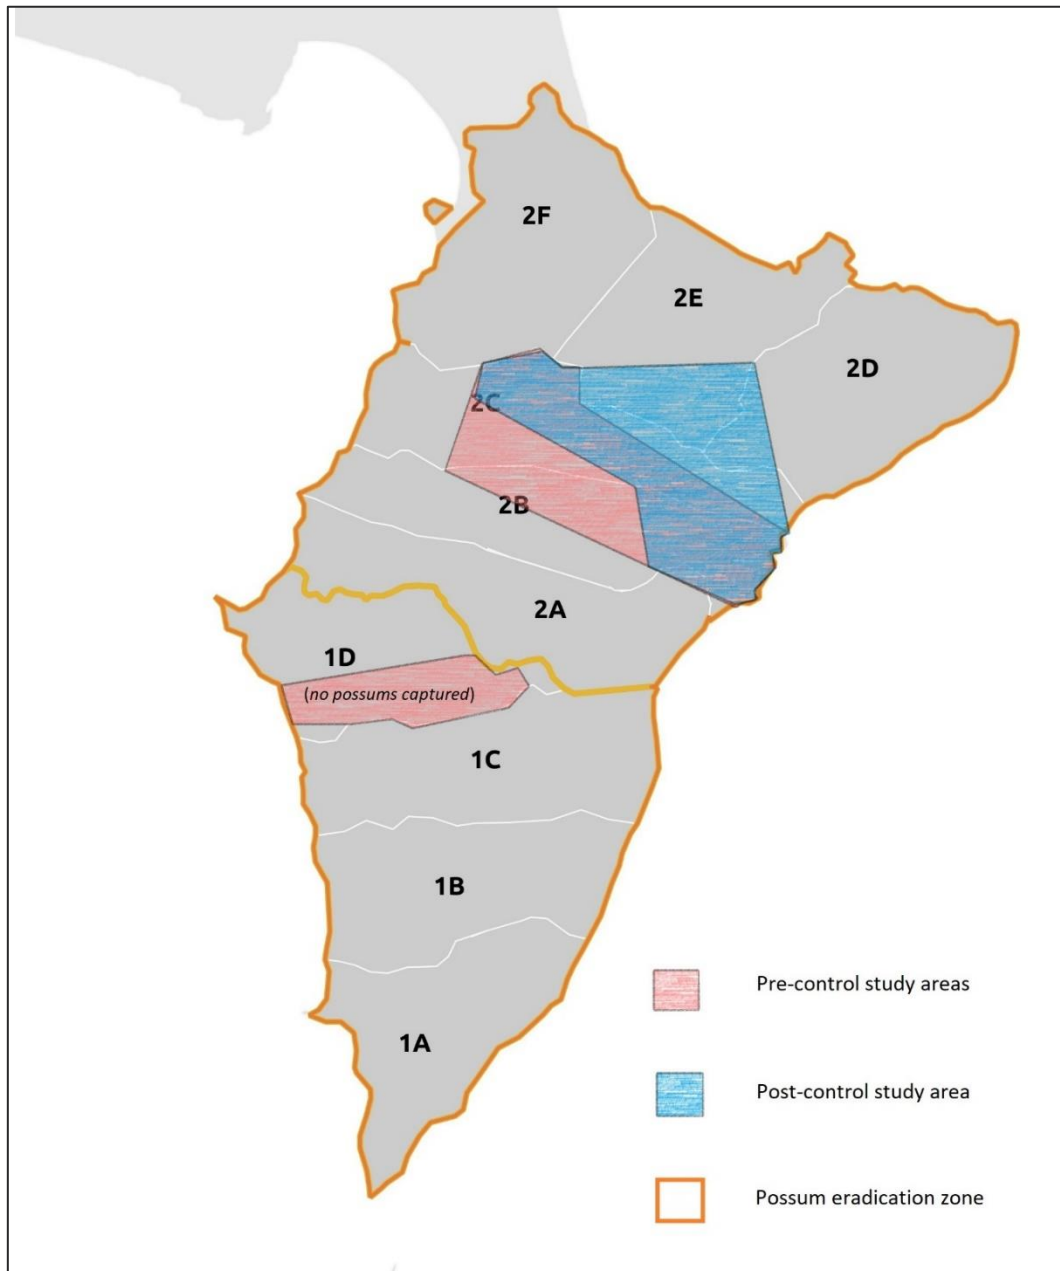 2F
2E
2D
2C
2B
2A
1D
(no possums captured)
1C
1B
1A
Pre-control study areas
Post-control study area
Possum eradication zone